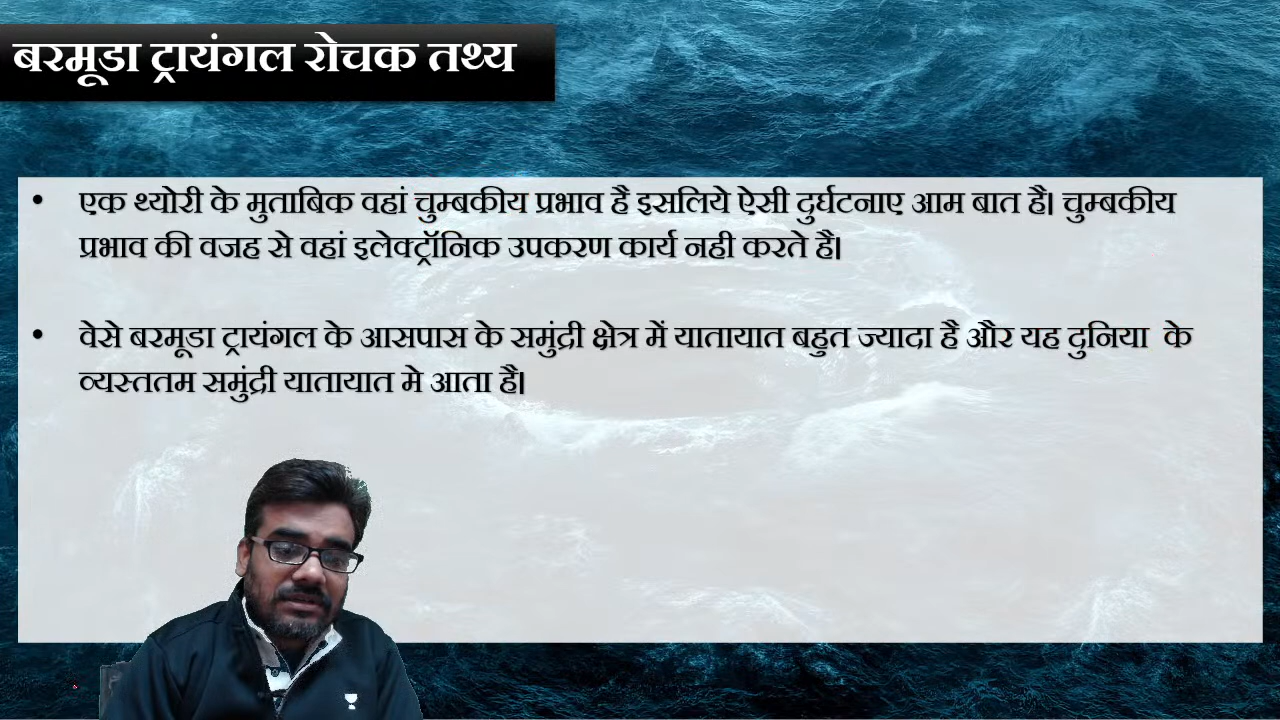 बरमूडा ट्रायंगल रोचक तथ्य
• एक थ्योरी के मुताबिक वहां चुम्बकीय प्रभाव है इसलिये ऐसी दुर्घटनाए आम बात है। चुम्बकीय
प्रभाव की वजह से वहां इलेक्ट्रॉनिक उपकरण कार्य नही करते है।
• वेसे बरमूडा ट्रायंगल के आसपास के समुंद्री क्षेत्र में यातायात बहुत ज्यादा है और यह दुनिया के
व्यस्ततम समुंद्री यातायात मे आता है।